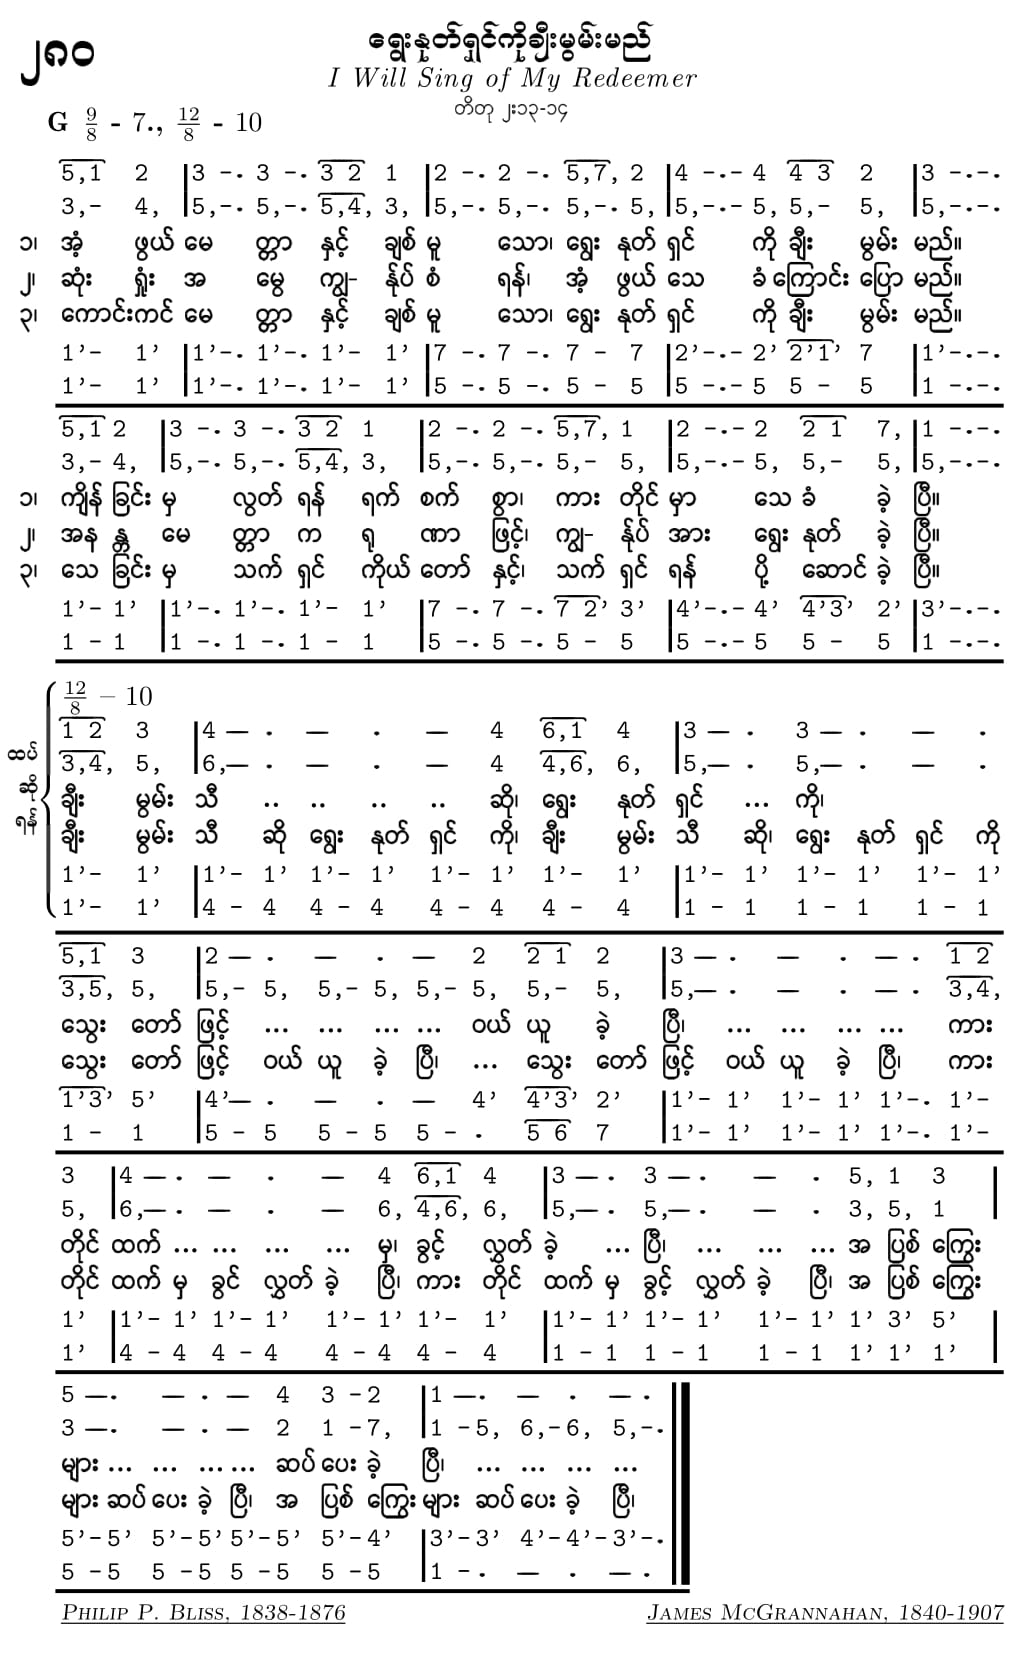 ၂၈၀
ရွေးနုတ်ရှင်ကိုချီးမွမ်းမည်
I Will Sing of My Redeemer
တိတု ၂း၁၃-၁၄
G 9/8 - 7., 12/8 - 10
5,1 2 |3 -. 3 -. 3 2 1 |2 -. 2 -. 5,7, 2 |4 -.- 4 4 3 2 |3 -.-.
3,- 4, |5,-. 5,-. 5,4, 3, |5,-. 5,-. 5,-. 5, |5,-.- 5, 5,- 5, |5,-.-.
၁၊ အံ့ ဖွယ် မေ တ္တာ နှင့် ချစ် မူ သော၊ ရွေး နုတ် ရှင် ကို ချီး မွမ်း မည်။
၂၊ ဆုံး ရှုံး အ မွေ ကျွ- န်ုပ် စံ ရန်၊ အံ့ ဖွယ် သေ ခံ ကြောင်း ပြော မည်။
၃၊ ကောင်းကင် မေ တ္တာ နှင့် ချစ် မူ သော၊ ရွေး နုတ် ရှင် ကို ချီး မွမ်း မည်။
1’- 1’ |1’-. 1’-. 1’- 1’ |7 -. 7 -. 7 - 7 |2’-.- 2’ 2’1’ 7 |1’-.-.
1’- 1’ |1’-. 1’-. 1’- 1’ |5 -. 5 -. 5 - 5 |5 -.- 5 5 - 5 |1 -.-.
5,1 2 |3 -. 3 -. 3 2 1 |2 -. 2 -. 5,7, 1 |2 -.- 2 2 1 7, |1 -.-.
3,- 4, |5,-. 5,-. 5,4, 3, |5,-. 5,-. 5,- 5, |5,-.- 5, 5,- 5, |5,-.-.
၁၊ ကျိန် ခြင်း မှ လွတ် ရန် ရက် စက် စွာ၊ ကား တိုင် မှာ သေ ခံ ခဲ့ ပြီ။
၂၊ အန န္တ မေ တ္တာ က ရု ဏာ ဖြင့်၊ ကျွ- န်ုပ် အား ရွေး နုတ် ခဲ့ ပြီ။
၃၊ သေ ခြင်း မှ သက် ရှင် ကိုယ် တော် နှင့်၊ သက် ရှင် ရန် ပို့ ဆောင် ခဲ့ ပြီ။
1’- 1’ |1’-. 1’-. 1’- 1’ |7 -. 7 -. 7 2’ 3’ |4’-.- 4’ 4’3’ 2’ |3’-.-.
1 - 1 |1 -. 1 -. 1 - 1 |5 -. 5 -. 5 - 5 |5 -.- 5 5 - 5 |1 -.-.
12/8 – 10
1 2 3 |4 — . — . — 4 6,1 4 |3 — . 3 — . — .
3,4, 5, |6,— . — . — 4 4,6, 6, |5,— . 5,— . — .
ထပ် ဆို ရန်
ချီး မွမ်း သီ .. .. .. .. ဆို၊ ရွေး နုတ် ရှင် ... ကို၊
ချီး မွမ်း သီ ဆို ရွေး နုတ် ရှင် ကို၊ ချီး မွမ်း သီ ဆို၊ ရွေး နုတ် ရှင် ကို
1’- 1’ |1’- 1’ 1’- 1’ 1’- 1’ 1’- 1’ |1’- 1’ 1’- 1’ 1’- 1’
1’- 1’ |4 - 4 4 - 4 4 - 4 4 - 4 |1 - 1 1 - 1 1 - 1
5,1 3 |2 — . — . — 2 2 1 2 |3 — . — . — . 1 2
3,5, 5, |5,- 5, 5,- 5, 5,- 5, 5,- 5, |5,— . — . — . 3,4,
သွေး တော် ဖြင့် ... ... ... ... ဝယ် ယူ ခဲ့ ပြီ၊ ... ... ... ... ကား
သွေး တော် ဖြင့် ဝယ် ယူ ခဲ့ ပြီ၊ ... သွေး တော် ဖြင့် ဝယ် ယူ ခဲ့ ပြီ၊ ကား
1’3’ 5’ |4’— . — . — 4’ 4’3’ 2’ |1’- 1’ 1’- 1’ 1’-. 1’-
1 - 1 |5 - 5 5 - 5 5 - . 5 6 7 |1’- 1’ 1’- 1’ 1’-. 1’-
3 |4 — . — . — 4 6,1 4 |3 — . 3 — . — . 5, 1 3 |
5, |6,— . — . — 6, 4,6, 6, |5,— . 5,— . — . 3, 5, 1
တိုင် ထက် ... ... ... ... မှ၊ ခွင့် လွှတ် ခဲ့ ... ပြီ၊ ... ... ... အ ပြစ် ကြွေး
တိုင် ထက် မှ ခွင် လွှတ် ခဲ့ ပြီ၊ ကား တိုင် ထက် မှ ခွင့် လွှတ် ခဲ့ ပြီ၊ အ ပြစ် ကြွေး
1’ |1’- 1’ 1’- 1’ 1’- 1’ 1’- 1’ |1’- 1’ 1’- 1’ 1’- 1’ 1’ 3’ 5’ |
1’ |4 - 4 4 - 4 4 - 4 4 - 4 |1 - 1 1 - 1 1 - 1 1’ 1’ 1’
5 —. — . — 4 3 -2 |1 —. — . — .
3 —. — . — 2 1 -7, |1 -5, 6,-6, 5,-.
များ ... ... ... ... ဆပ် ပေး ခဲ့ ပြီ၊ ... ... ... ...
များ ဆပ် ပေး ခဲ့ ပြီ၊ အ ပြစ် ကြွေး များ ဆပ် ပေး ခဲ့ ပြီ၊
5’-5’ 5’-5’ 5’-5’ 5’-4’ |3’-3’ 4’-4’-3’-.
5 -5 5 -5 5 -5 5 -5 |1 -. — . — .
Philip P. Bliss, 1838-1876
James McGrannahan, 1840-1907